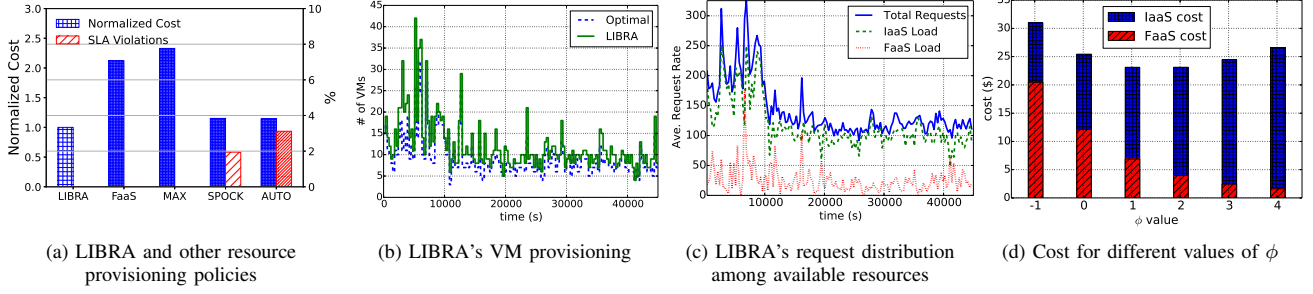 Normalized Cost
SLA Violations
Normalized Cost
3.0
2.5
2.0
1.5
1.0
0.5
0.0
10
8
6
4
2
0
%
LIBRA FaaS MAX SPOCK AUTO
(a) LIBRA and other resource
provisioning policies
Optimal
LIBRA
# of VMs
45
40
35
30
25
20
15
10
5
0
0 10000 20000 30000 40000
time (s)
(b) LIBRA's VM provisioning
Total Requests
IaaS Load
FaaS Load
Ave. Request Rate
300
250
200
150
100
50
0
0 10000 20000 30000 40000
time (s)
(c) LIBRA's request distribution
among available resources
IaaS cost
FaaS cost
cost ($)
35
30
25
20
15
10
5
0
-1 0 1 2 3 4
ϕ value
(d) Cost for different values of ϕ